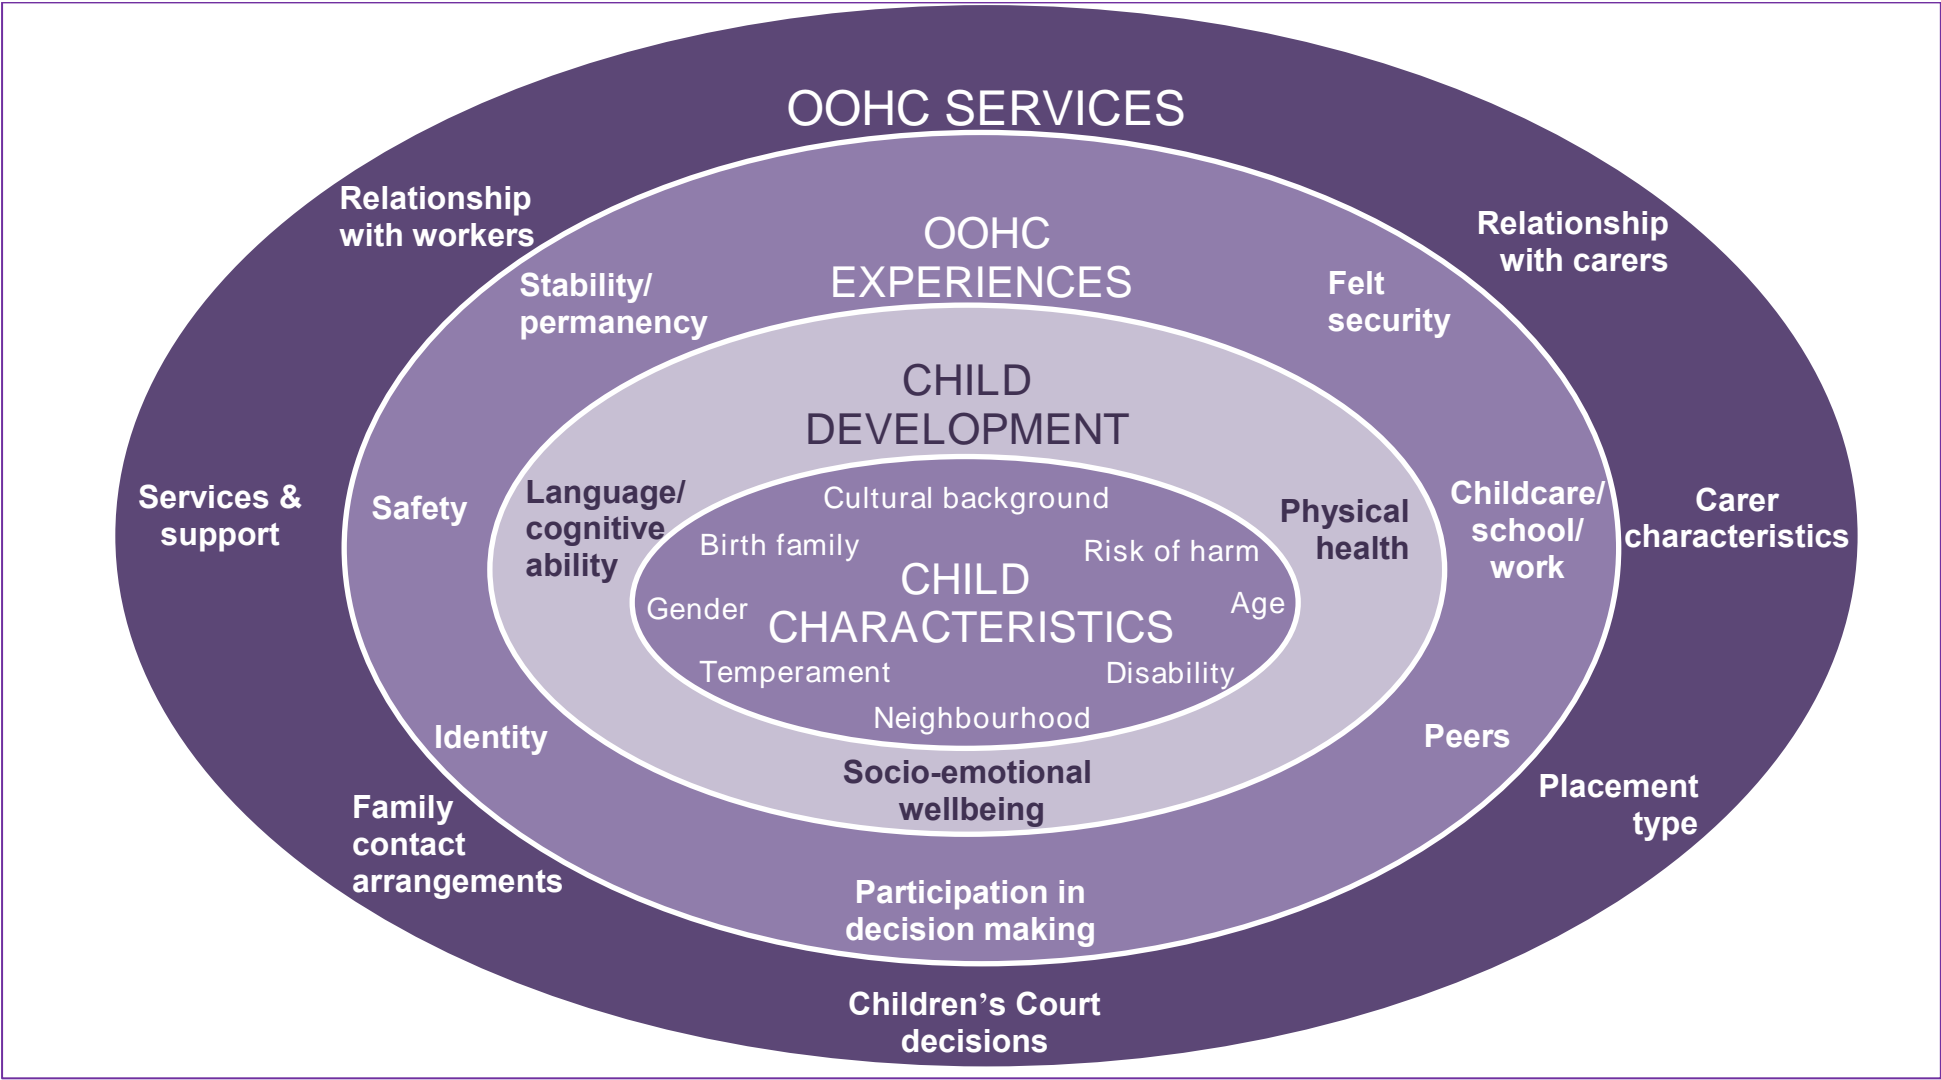 OOHC SERVICES
Relationship
with workers
Relationship
with carers
Services &
support
Carer
characteristics
Family
contact
arrangements
Placement
type
Children’s Court
decisions
OOHC
EXPERIENCES
Stability/
permanency
Felt
security
Safety
Childcare/
school/
work
Identity
Peers
Participation in
decision making
CHILD
DEVELOPMENT
Language/
cognitive
ability
Physical
health
Socio-emotional
wellbeing
Cultural background
Birth family
Risk of harm
CHILD
CHARACTERISTICS
Gender
Age
Temperament
Disability
Neighbourhood